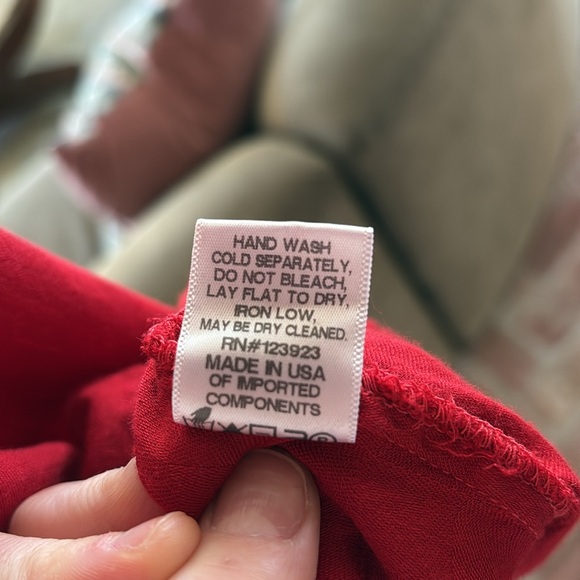 HAND WASH
COLD SEPARATELY,
DO NOT BLEACH,
LAY FLAT TO DRY,
IRON LOW,
MAY BE DRY CLEANED.
RN#123923
MADE IN USA
OF IMPORTED
COMPONENTS